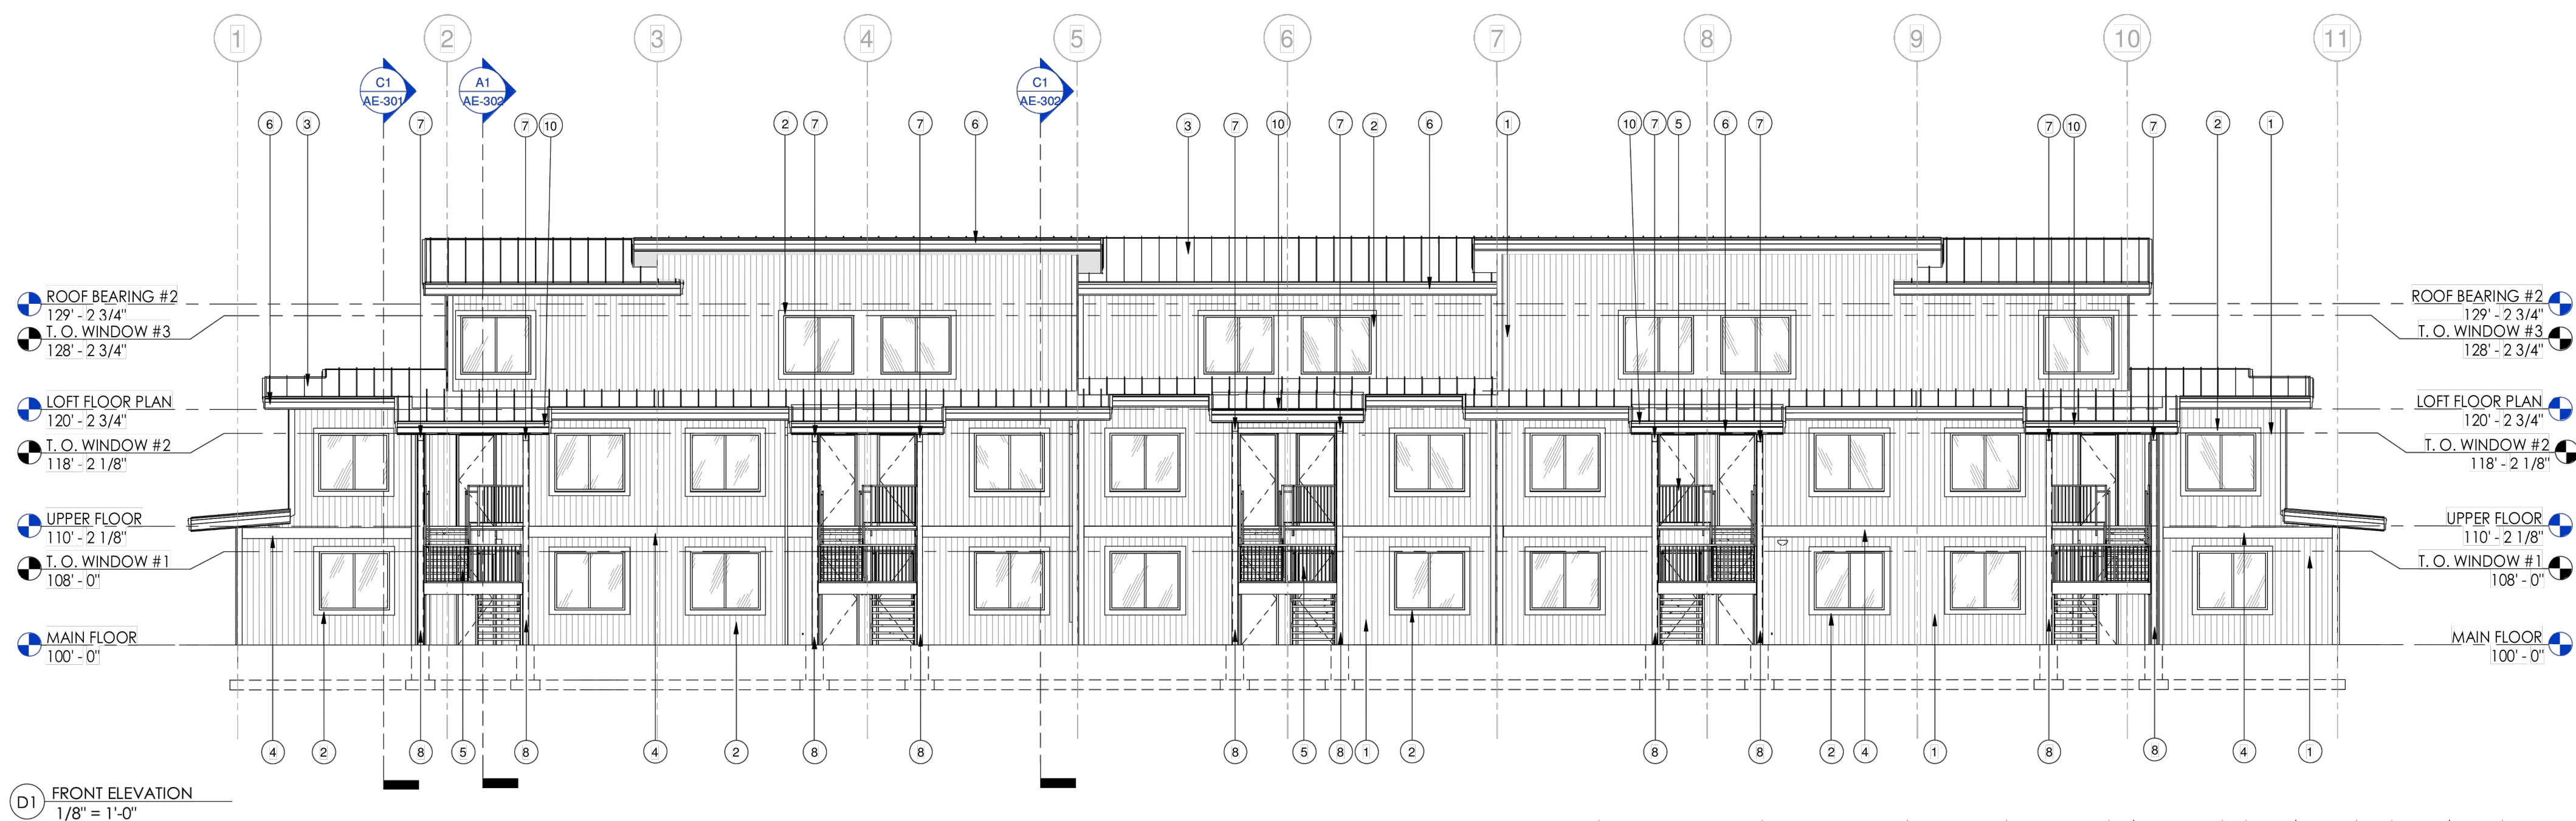 1 2 3 4 5 6 7 8 9 10 11
C1 A1 C1
AE-301 AE-302 AE-302
6 3 7 7 10 2 7 7 6 3 7 10 7 2 6 1 10 7 5 6 7 7 10 7 2 1
ROOF BEARING #2 ROOF BEARING #2
129' - 2 3/4" 129' - 2 3/4"
T. O. WINDOW #3 T. O. WINDOW #3
128' - 2 3/4" 128' - 2 3/4"
LOFT FLOOR PLAN LOFT FLOOR PLAN
120' - 2 3/4" 120' - 2 3/4"
T. O. WINDOW #2 T. O. WINDOW #2
118' - 2 1/8" 118' - 2 1/8"
UPPER FLOOR UPPER FLOOR
110' - 2 1/8" 110' - 2 1/8"
T. O. WINDOW #1 T. O. WINDOW #1
108' - 0" 108' - 0"
MAIN FLOOR MAIN FLOOR
100' - 0" 100' - 0"
4 2 8 5 8 4 2 8 8 8 5 8 1 2 8 8 2 4 1 8 8 4 1
D1 FRONT ELEVATION
1/8" = 1'-0"